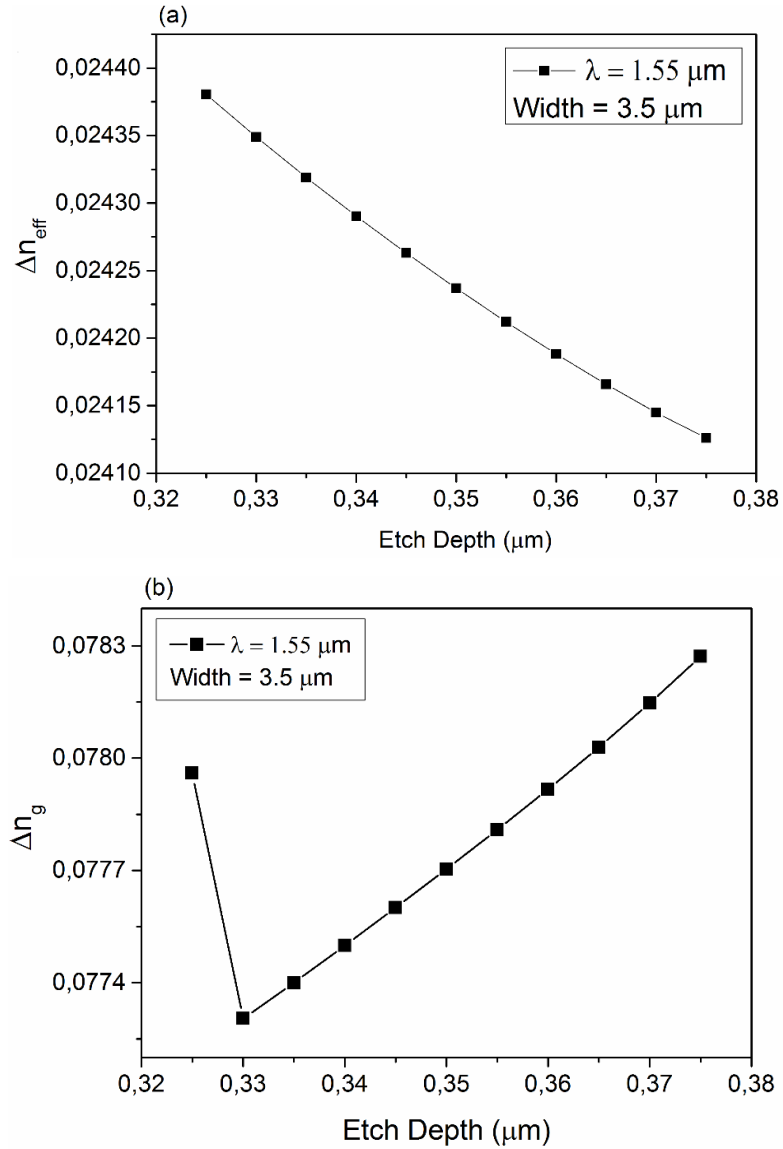 (a)
0,02440
0,02435
0,02430
0,02425
0,02420
0,02415
0,02410
Δn_eff
λ = 1.55 μm
Width = 3.5 μm
0,32 0,33 0,34 0,35 0,36 0,37 0,38
Etch Depth (μm)
(b)
0,0783
0,0780
0,0777
0,0774
Δn_g
λ = 1.55 μm
Width = 3.5 μm
0,32 0,33 0,34 0,35 0,36 0,37 0,38
Etch Depth (μm)